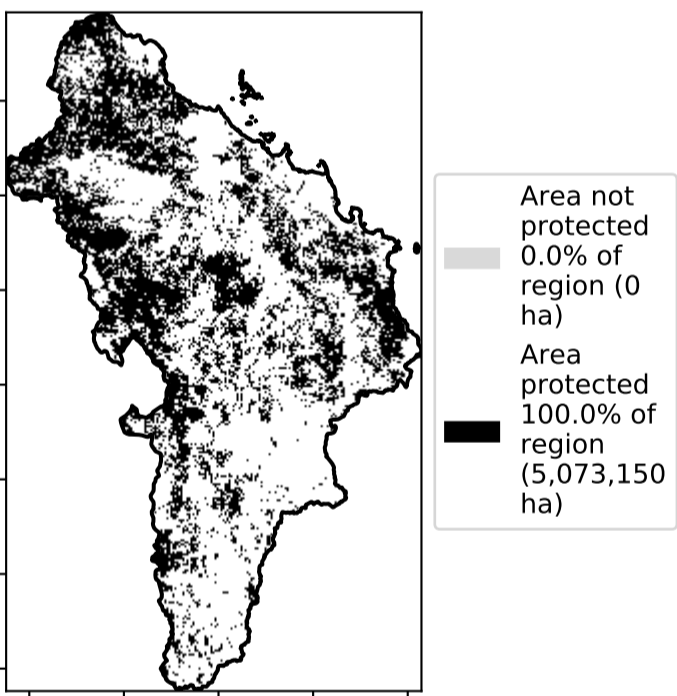 Area not
protected
0.0% of
region (0
ha)
Area
protected
100.0% of
region
(5,073,150
ha)